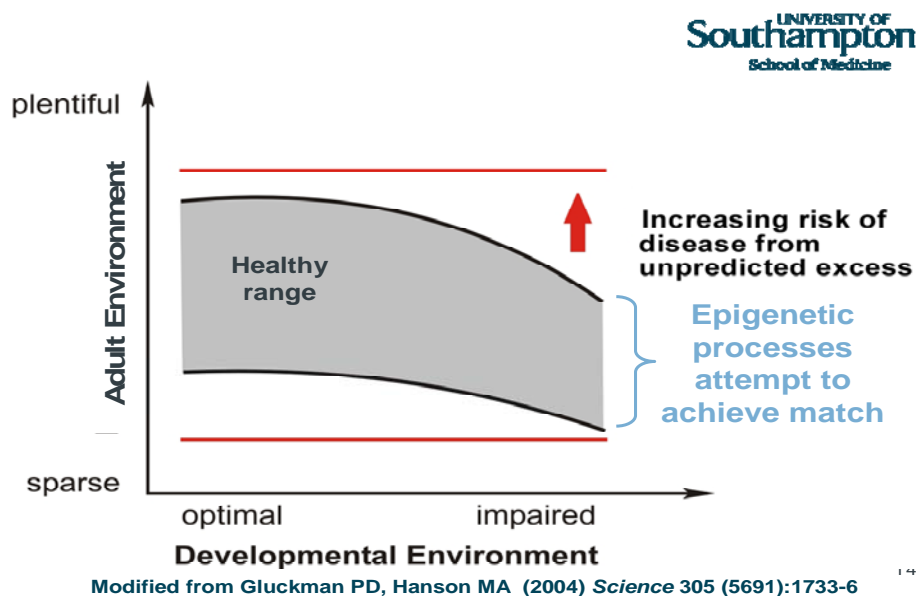 UNIVERSITY OF
Southampton
School of Medicine
plentiful
Adult Environment
Healthy
range
Increasing risk of
disease from
unpredicted excess
Epigenetic
processes
attempt to
achieve match
sparse
optimal
impaired
Developmental Environment
14
Modified from Gluckman PD, Hanson MA (2004) Science 305 (5691):1733-6